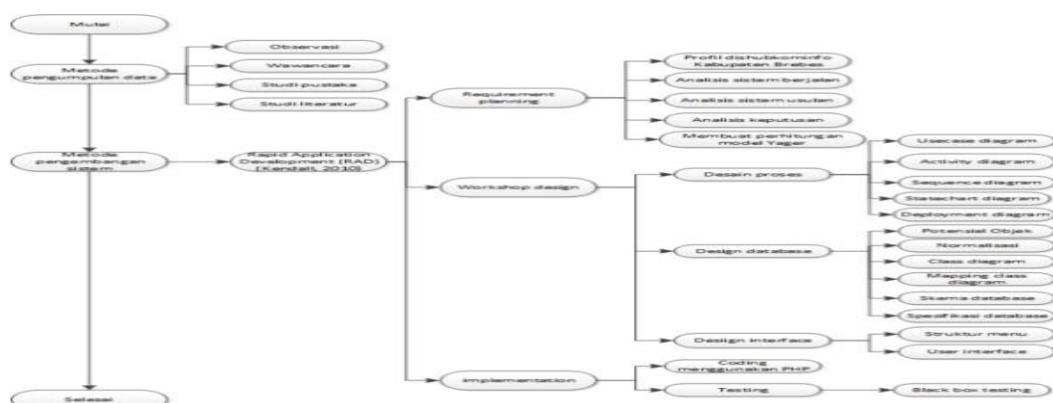 Mulai
Metode
pengumpulan data
Observasi
Wawancara
Studi pustaka
Studi literatur
Metode
pengembangan
sistem
Rapid Application
Development (RAD)
(Kendall, 2010)
Requirement
planning
Profil dishubkominfo
Kabupaten Brebes
Analisis sistem berjalan
Analisis sistem usulan
Analisis keputusan
Membuat perhitungan
model Yager
Workshop design
Desain proses
Usecase diagram
Activity diagram
Sequence diagram
Statechart diagram
Deployment diagram
Design database
Potensial Objek
Normalisasi
Class diagram
Mapping class
diagram
Skema database
Spesifikasi database
Design interface
Struktur menu
User interface
Implementation
Coding
menggunakan PHP
Testing
Black box testing
Selesai